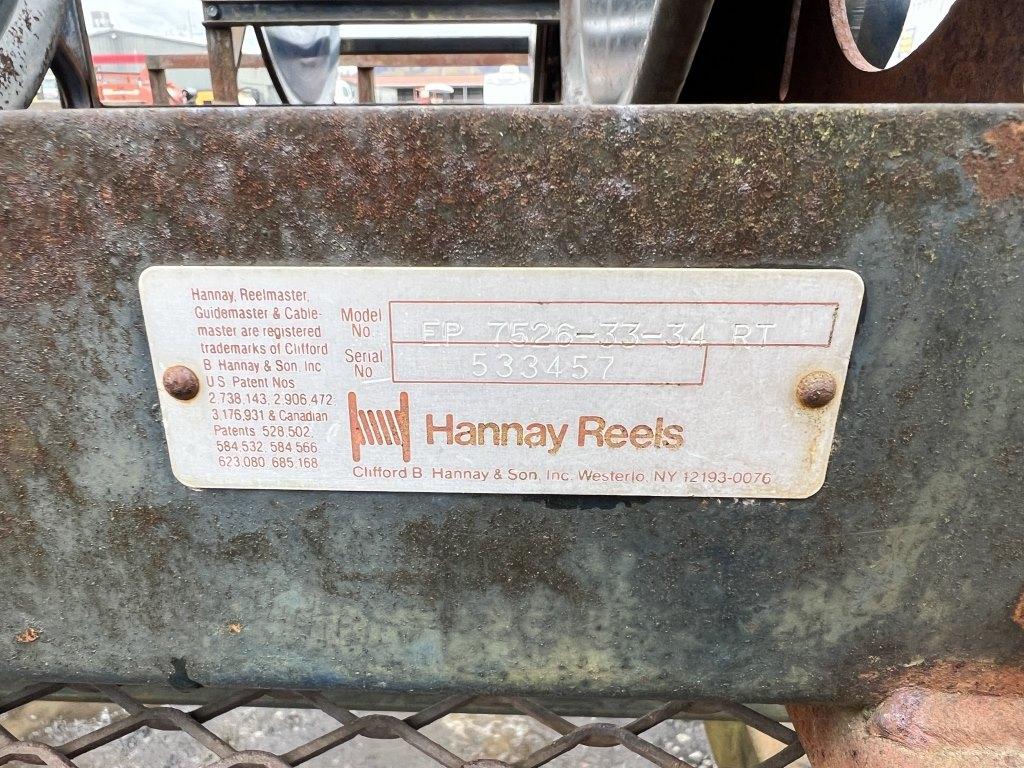 Hannay, Reelmaster,
Guidemaster & Cable-
master are registered
trademarks of Clifford
B. Hannay & Son, Inc.
U.S. Patent Nos.
2,738,143, 2,906,472
3,176,931 & Canadian
Patents 528,502,
584,532, 584,566
623,080 685,168
Model No. EP 7526-33-34 RT
Serial No 533457
Hannay Reels
Clifford B. Hannay & Son, Inc. Westerlo, NY 12193-0076